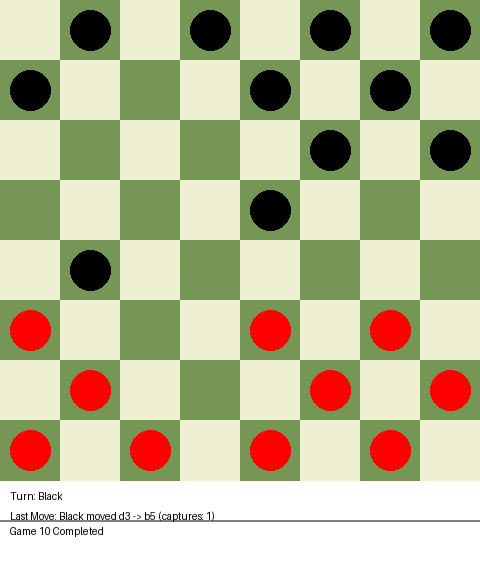 Turn: Black
Last Move: Black moved d3 -> b5 (captures: 1)
Game 10 Completed